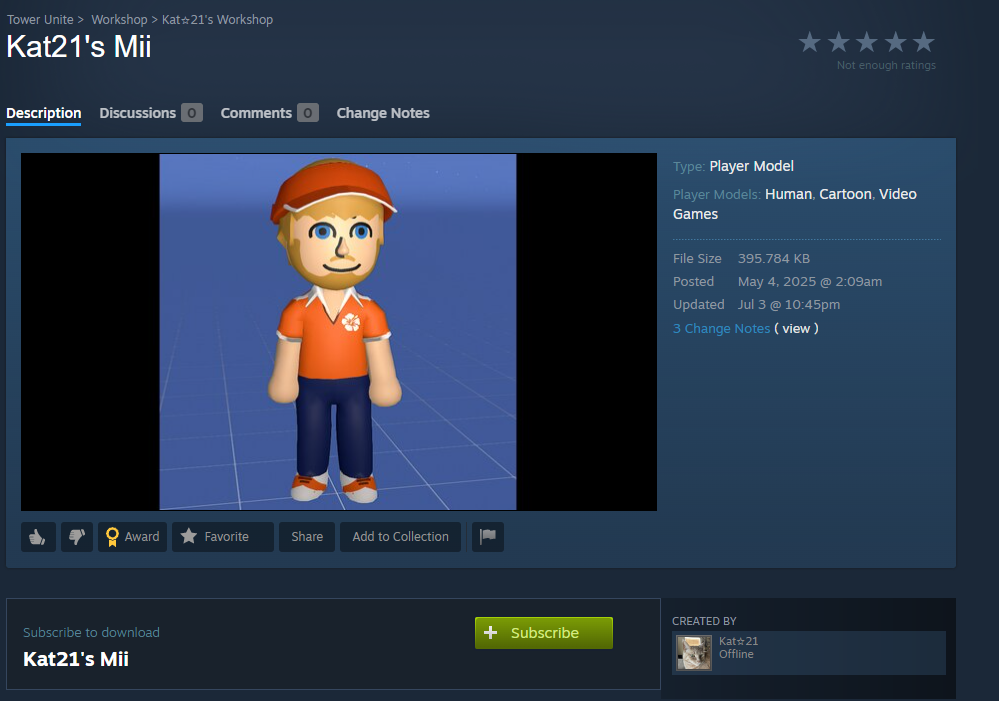 Tower Unite > Workshop > Kat☆21's Workshop
Kat21's Mii
Not enough ratings
Description Discussions 0 Comments 0 Change Notes
Type: Player Model
Player Models: Human, Cartoon, Video
Games
File Size 395.784 KB
Posted May 4, 2025 @ 2:09am
Updated Jul 3 @ 10:45pm
3 Change Notes ( view )
Award Favorite Share Add to Collection
Subscribe to download
Kat21's Mii
Subscribe
CREATED BY
Kat☆21
Offline